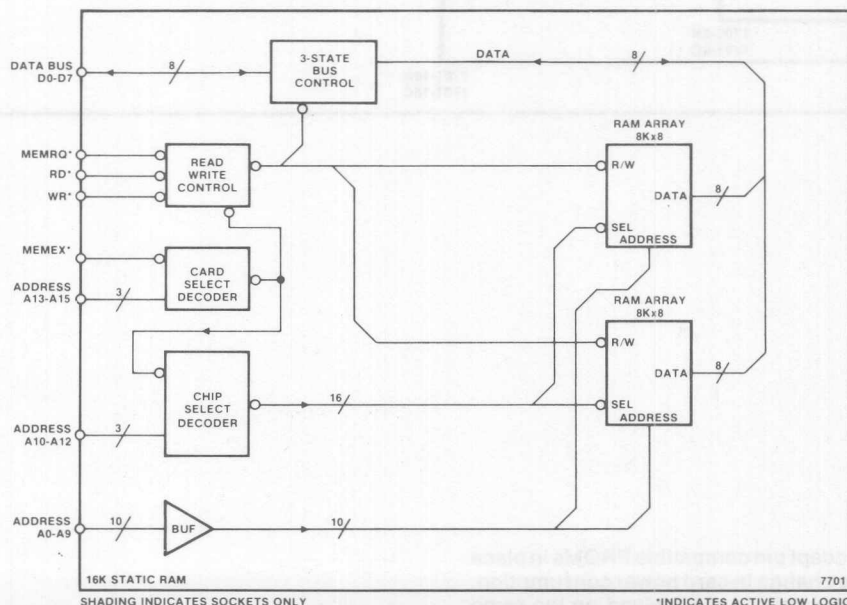 DATA BUS
D0-D7
8
3-STATE
BUS
CONTROL
DATA
8
MEMRQ*
RD*
WR*
READ
WRITE
CONTROL
RAM ARRAY
8Kx8
R/W
DATA
8
SEL
ADDRESS
MEMEX*
ADDRESS
A13-A15
3
CARD
SELECT
DECODER
RAM ARRAY
8Kx8
R/W
DATA
8
SEL
ADDRESS
CHIP
SELECT
DECODER
16
ADDRESS
A10-A12
3
ADDRESS
A0-A9
10
BUF
10
16K STATIC RAM
7701
SHADING INDICATES SOCKETS ONLY
*INDICATES ACTIVE LOW LOGIC